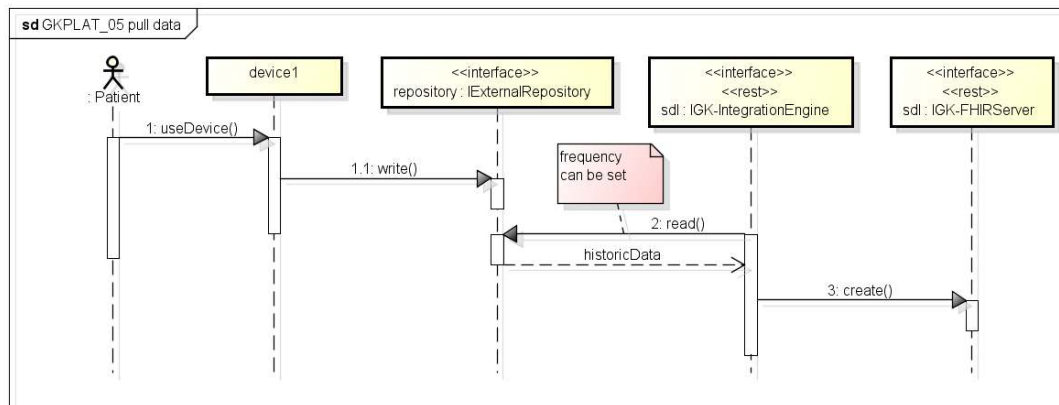 sd GKPLAT_05 pull data
: Patient
device1
<<interface>>
repository : IExternalRepository
<<interface>>
<<rest>>
sdl : IGK-IntegrationEngine
<<interface>>
<<rest>>
sdl : IGK-FHIRServer
1: useDevice()
1.1: write()
frequency
can be set
2: read()
historicData
3: create()